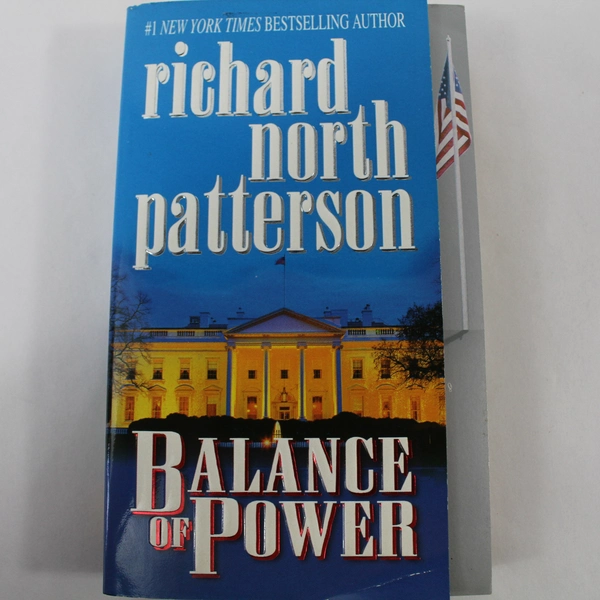 #1 NEW YORK TIMES BESTSELLING AUTHOR
richard
north
patterson
BALANCE
OF POWER